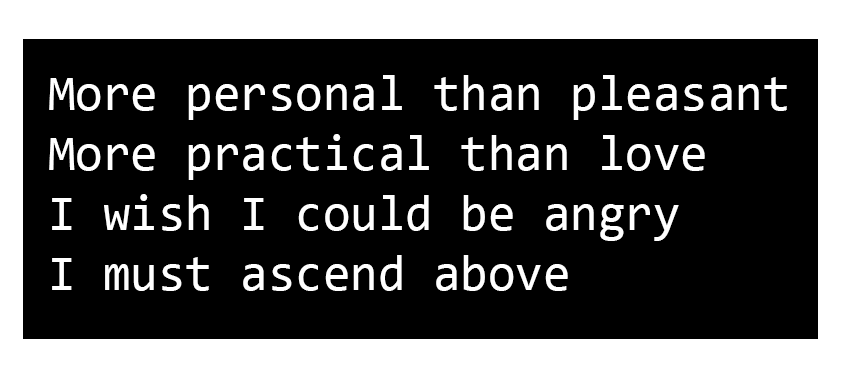 More personal than pleasant
More practical than love
I wish I could be angry
I must ascend above